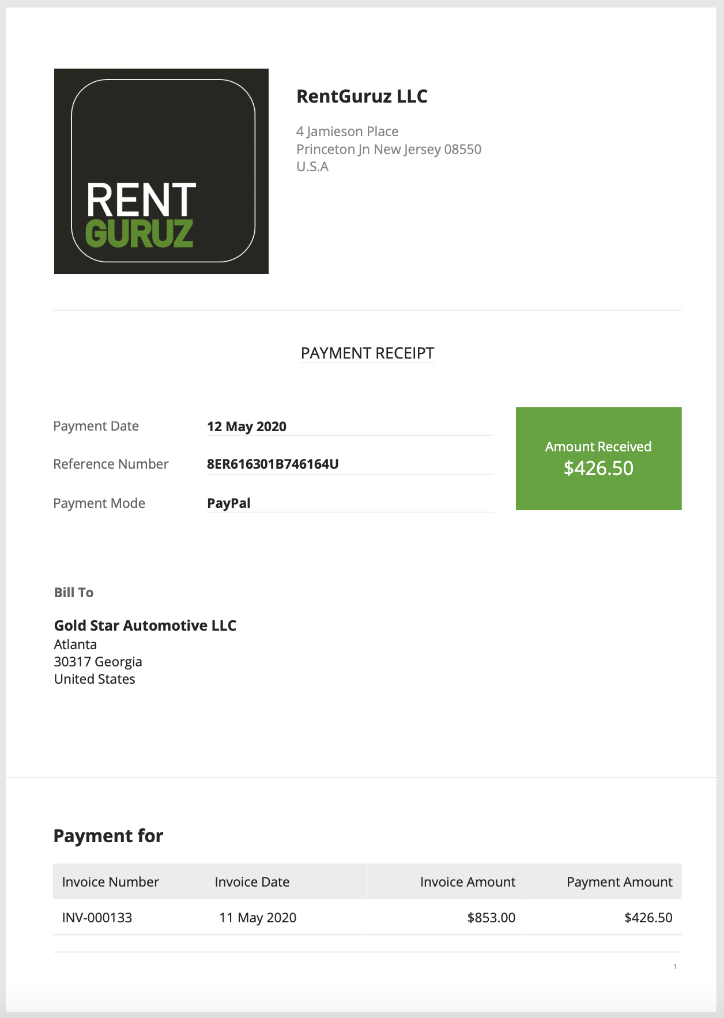 RENT
GURUZ
RentGuruz LLC
4 Jamieson Place
Princeton Jn New Jersey 08550
U.S.A
PAYMENT RECEIPT
Payment Date 12 May 2020
Reference Number 8ER616301B746164U
Payment Mode PayPal
Amount Received
$426.50
Bill To
Gold Star Automotive LLC
Atlanta
30317 Georgia
United States
Payment for
Invoice Number Invoice Date Invoice Amount Payment Amount
INV-000133 11 May 2020 $853.00 $426.50
1